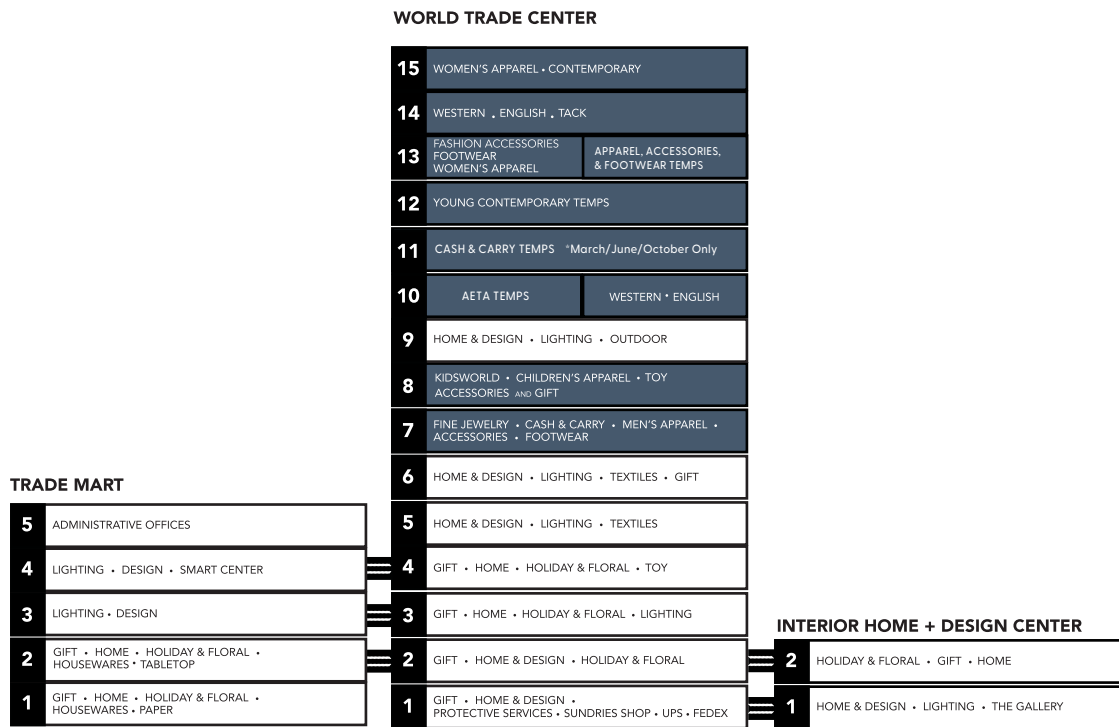 WORLD TRADE CENTER
15 WOMEN'S APPAREL • CONTEMPORARY
14 WESTERN . ENGLISH . TACK
13 FASHION ACCESSORIES
FOOTWEAR
WOMEN'S APPAREL
APPAREL, ACCESSORIES,
& FOOTWEAR TEMPS
12 YOUNG CONTEMPORARY TEMPS
11 CASH & CARRY TEMPS *March/June/October Only
10 AETA TEMPS WESTERN • ENGLISH
9 HOME & DESIGN • LIGHTING • OUTDOOR
8 KIDSWORLD • CHILDREN'S APPAREL • TOY
ACCESSORIES AND GIFT
7 FINE JEWELRY • CASH & CARRY • MEN'S APPAREL •
ACCESSORIES • FOOTWEAR
6 HOME & DESIGN • LIGHTING • TEXTILES • GIFT
5 HOME & DESIGN • LIGHTING • TEXTILES
4 GIFT • HOME • HOLIDAY & FLORAL • TOY
3 GIFT • HOME • HOLIDAY & FLORAL • LIGHTING
2 GIFT • HOME & DESIGN • HOLIDAY & FLORAL
1 GIFT • HOME & DESIGN •
PROTECTIVE SERVICES • SUNDRIES SHOP • UPS • FEDEX
TRADE MART
5 ADMINISTRATIVE OFFICES
4 LIGHTING • DESIGN • SMART CENTER
3 LIGHTING • DESIGN
2 GIFT • HOME • HOLIDAY & FLORAL •
HOUSEWARES • TABLETOP
1 GIFT • HOME • HOLIDAY & FLORAL •
HOUSEWARES • PAPER
INTERIOR HOME + DESIGN CENTER
2 HOLIDAY & FLORAL • GIFT • HOME
1 HOME & DESIGN • LIGHTING • THE GALLERY